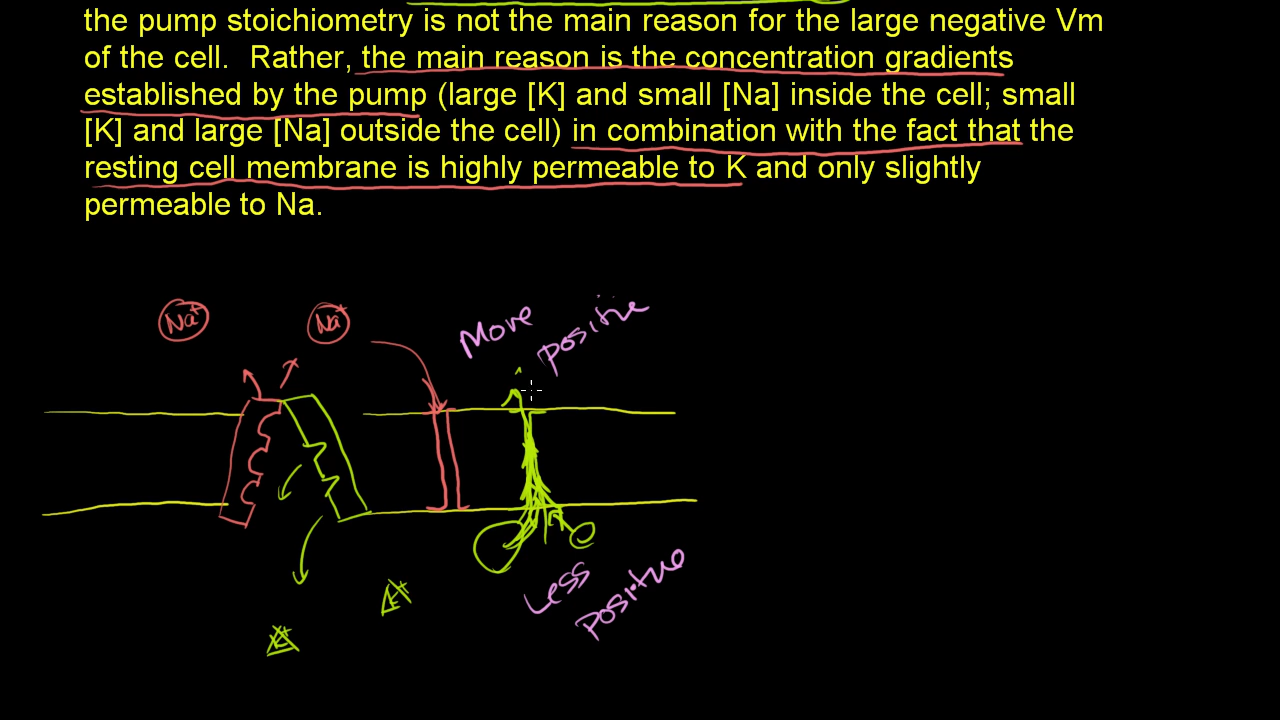 the pump stoichiometry is not the main reason for the large negative Vm
of the cell.  Rather, the main reason is the concentration gradients
established by the pump (large [K] and small [Na] inside the cell; small
[K] and large [Na] outside the cell) in combination with the fact that the
resting cell membrane is highly permeable to K and only slightly
permeable to Na.
Na+ Na+
More positive
K+
Less positive
K+